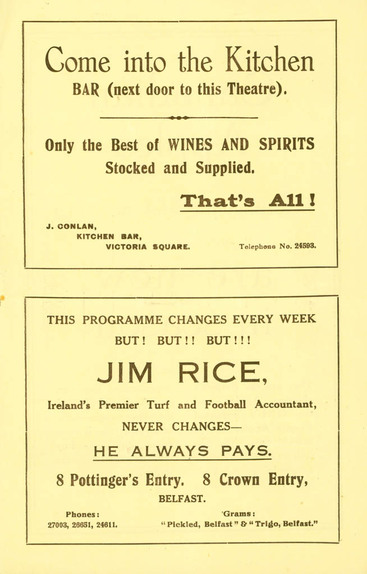 Come into the Kitchen
BAR (next door to this Theatre).
Only the Best of WINES AND SPIRITS
Stocked and Supplied.
That's All!
J. CONLAN,
KITCHEN BAR,
VICTORIA SQUARE.
Telephone No. 24593.
THIS PROGRAMME CHANGES EVERY WEEK
BUT! BUT!! BUT!!!
JIM RICE,
Ireland's Premier Turf and Football Accountant,
NEVER CHANGES—
HE ALWAYS PAYS.
8 Pottinger's Entry. 8 Crown Entry,
BELFAST.
Phones: 'Grams:
27003, 26651, 24611. "Pickled, Belfast" & "Trigo, Belfast."